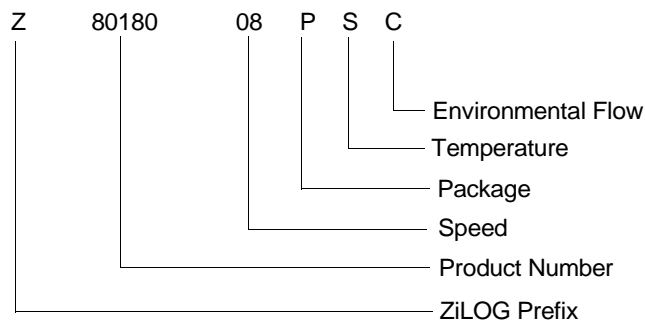 Z 80180 08 P S C
Environmental Flow
Temperature
Package
Speed
Product Number
ZiLOG Prefix